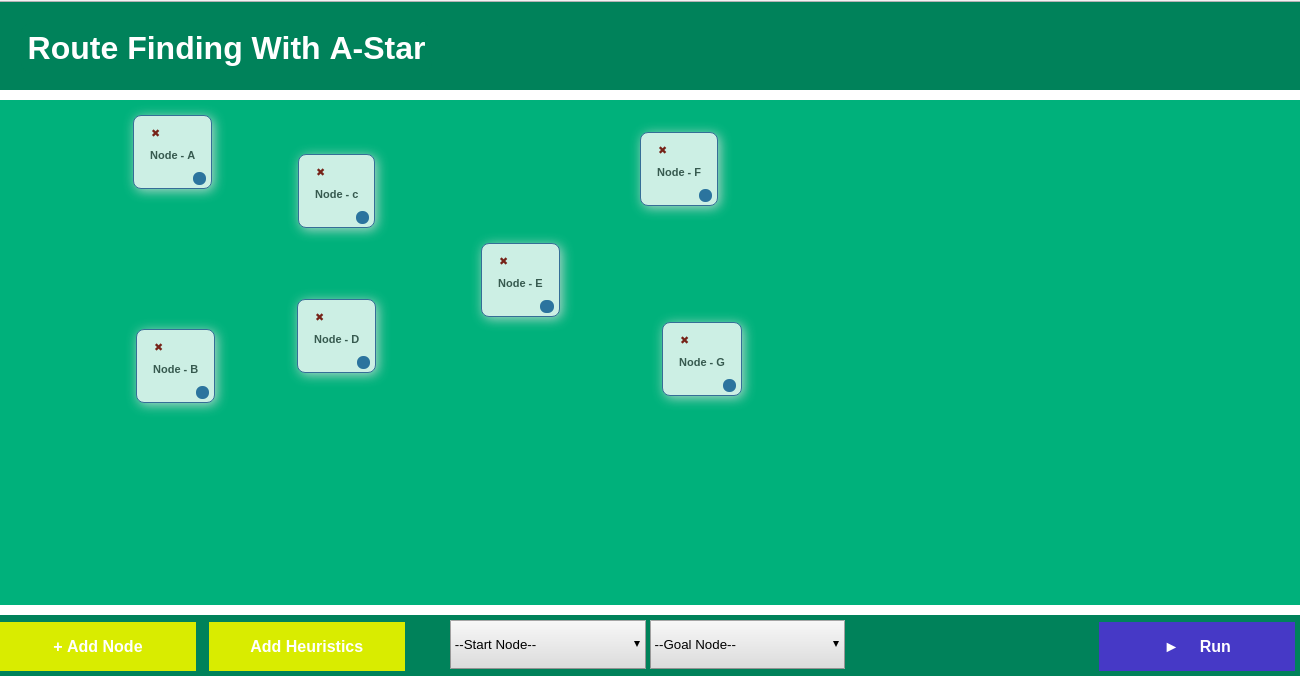 Route Finding With A-Star
Node - A
Node - c
Node - F
Node - E
Node - D
Node - B
Node - G
+ Add Node
Add Heuristics
--Start Node--
--Goal Node--
Run